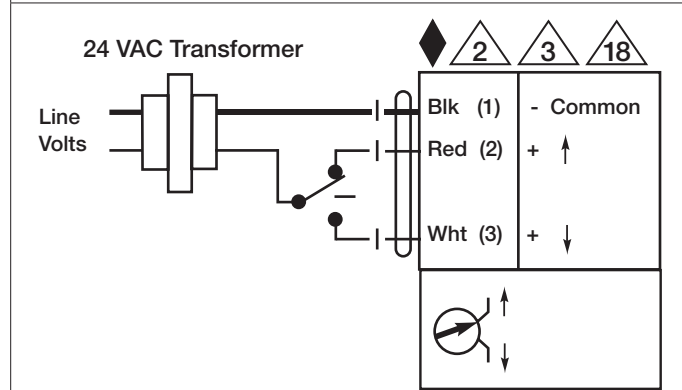 24 VAC Transformer
2 3 18
Line
Volts
Blk (1) - Common
Red (2) + ↑
Wht (3) + ↓